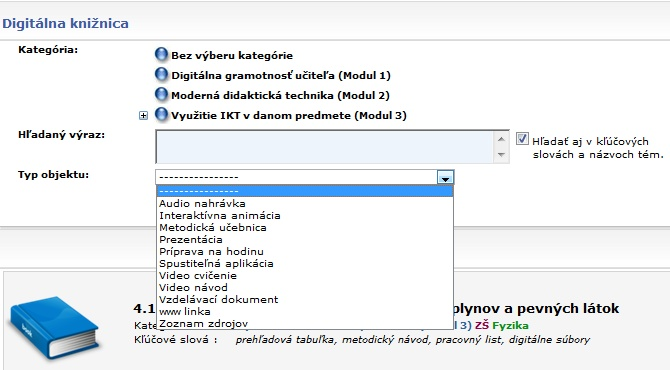 Digitálna knižnica
Kategória:
Bez výberu kategórie
Digitálna gramotnosť učiteľa (Modul 1)
Moderná didaktická technika (Modul 2)
Využitie IKT v danom predmete (Modul 3)
Hľadaný výraz:
Hľadať aj v kľúčových
slovách a názvoch tém.
Typ objektu: ----------------
----------------
Audio nahrávka
Interaktívna animácia
Metodická učebnica
Prezentácia
Príprava na hodinu
Spustiteľná aplikácia
Video cvičenie
Video návod
Vzdelávací dokument
www linka
Zoznam zdrojov
4.1 plynov a pevných látok
Kateg 3) ZŠ Fyzika
Kľúčové slová : prehľadová tabuľka, metodický návod, pracovný list, digitálne súbory